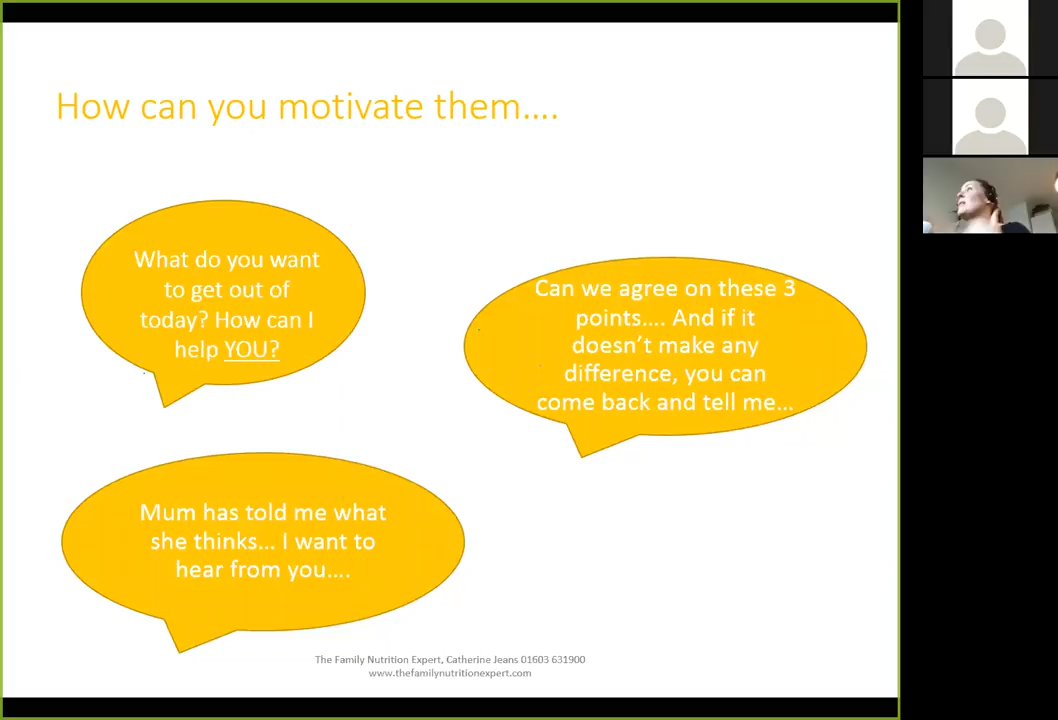 How can you motivate them….
What do you want
to get out of
today? How can I
help YOU?
Can we agree on these 3
points…. And if it
doesn't make any
difference, you can
come back and tell me…
Mum has told me what
she thinks… I want to
hear from you….
The Family Nutrition Expert, Catherine Jeans 01603 631900
www.thefamilynutritionexpert.com